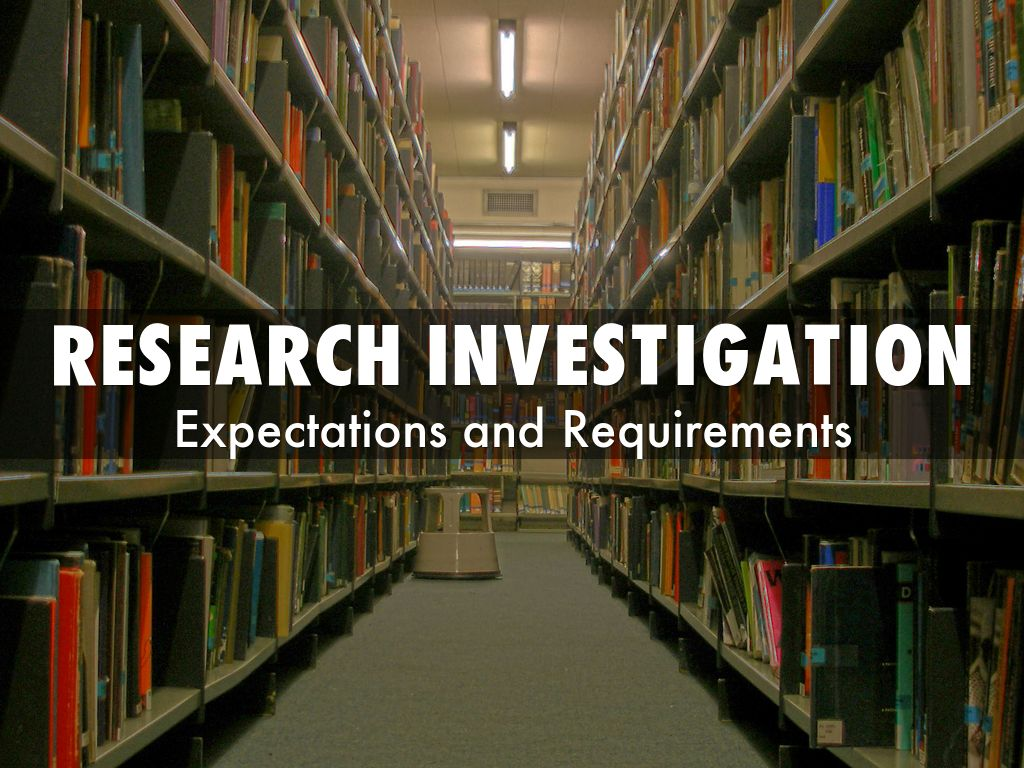 RESEARCH INVESTIGATION
Expectations and Requirements